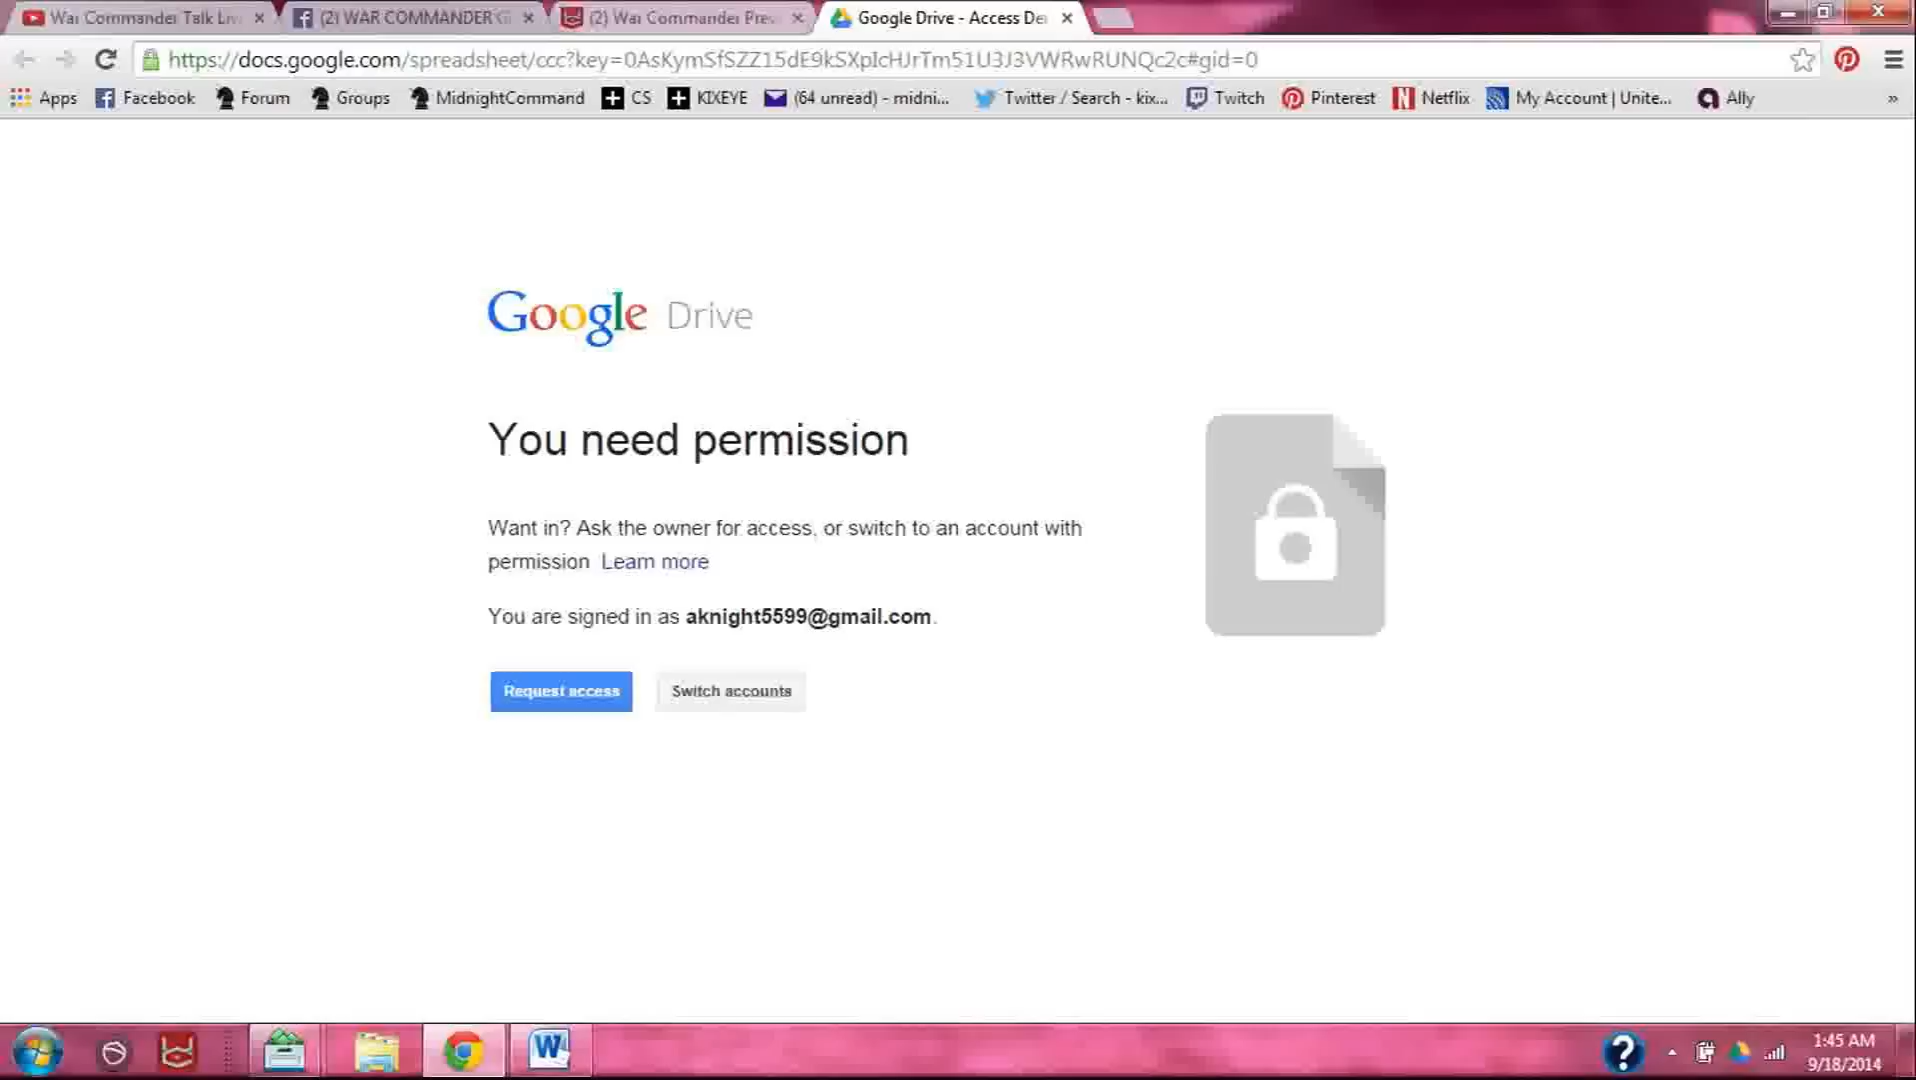 War Commander Talk Liv
(2) WAR COMMANDER G
(2) War Commander Prev
Google Drive - Access De
https://docs.google.com/spreadsheet/ccc?key=0AsKymSfSZZ15dE9kSXpIcHJrTm51U3J3VWRwRUNQc2c#gid=0
Apps Facebook Forum Groups MidnightCommand CS KIXEYE (64 unread) - midni... Twitter / Search - kix... Twitch Pinterest Netflix My Account | Unite... Ally »
Google Drive
You need permission
Want in? Ask the owner for access, or switch to an account with
permission Learn more
You are signed in as aknight5599@gmail.com.
Request access Switch accounts
1:45 AM
9/18/2014